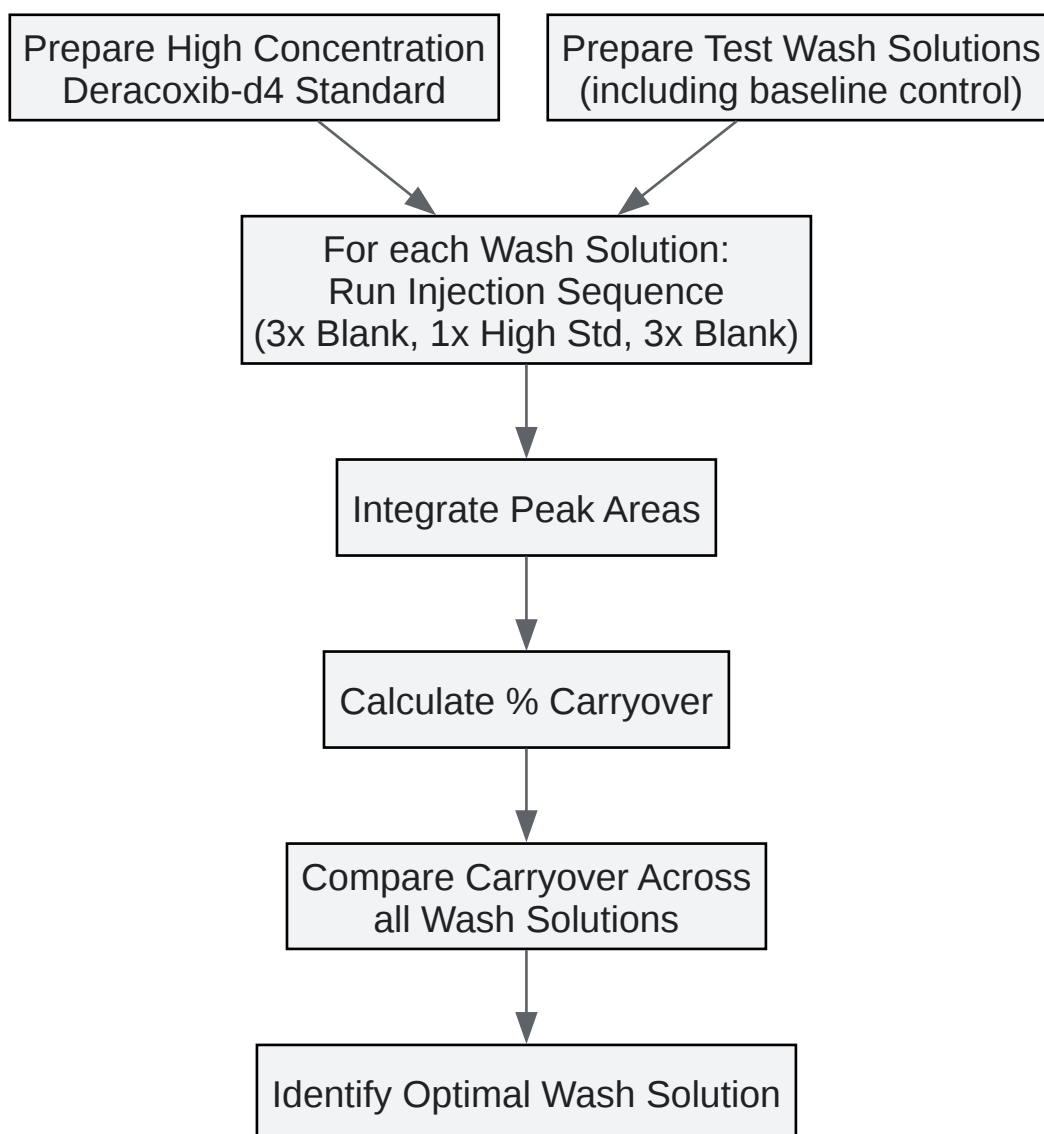 Prepare High Concentration
Deracoxib-d4 Standard
Prepare Test Wash Solutions
(including baseline control)
For each Wash Solution:
Run Injection Sequence
(3x Blank, 1x High Std, 3x Blank)
Integrate Peak Areas
Calculate % Carryover
Compare Carryover Across
all Wash Solutions
Identify Optimal Wash Solution